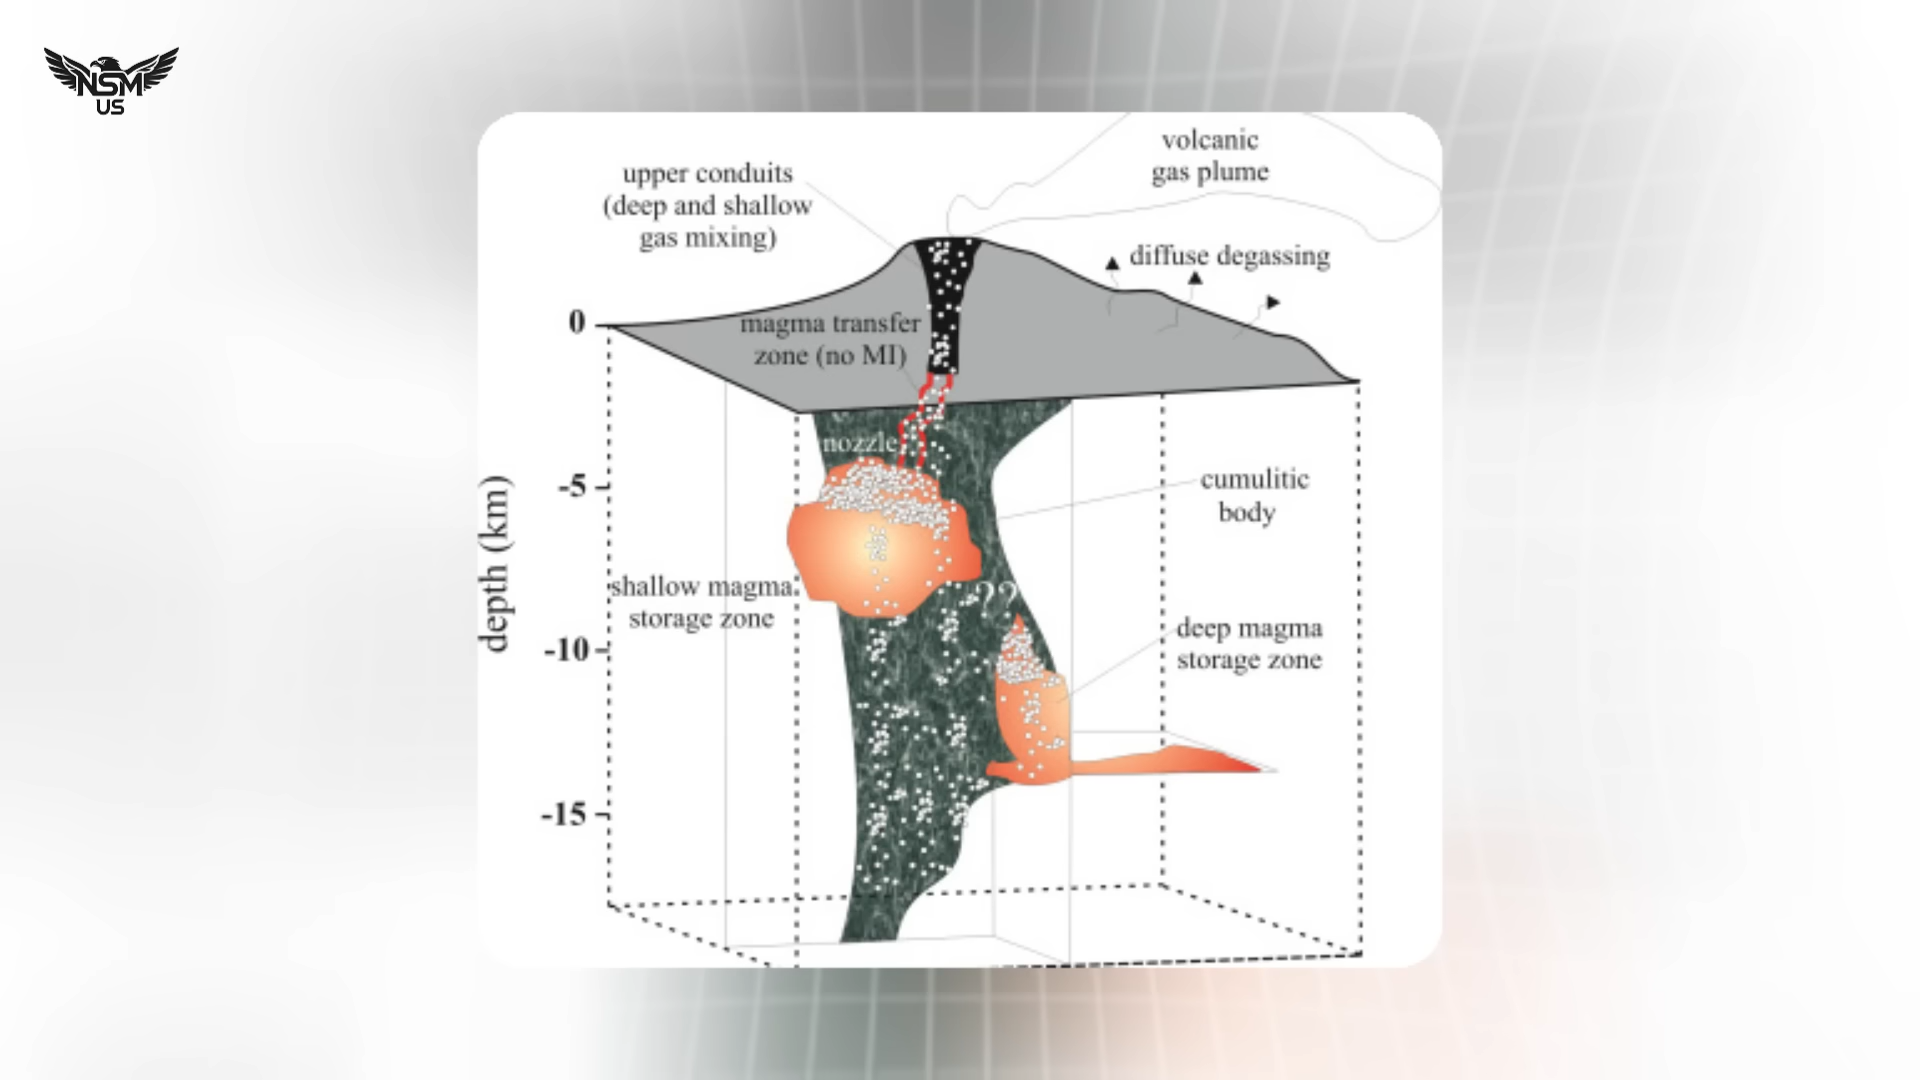 NSM
US
volcanic
gas plume
upper conduits
(deep and shallow
gas mixing)
diffuse degassing
0
magma transfer
zone (no MI)
nozzle
-5
cumulitic
body
depth (km)
shallow magma
storage zone
??
-10
deep magma
storage zone
-15